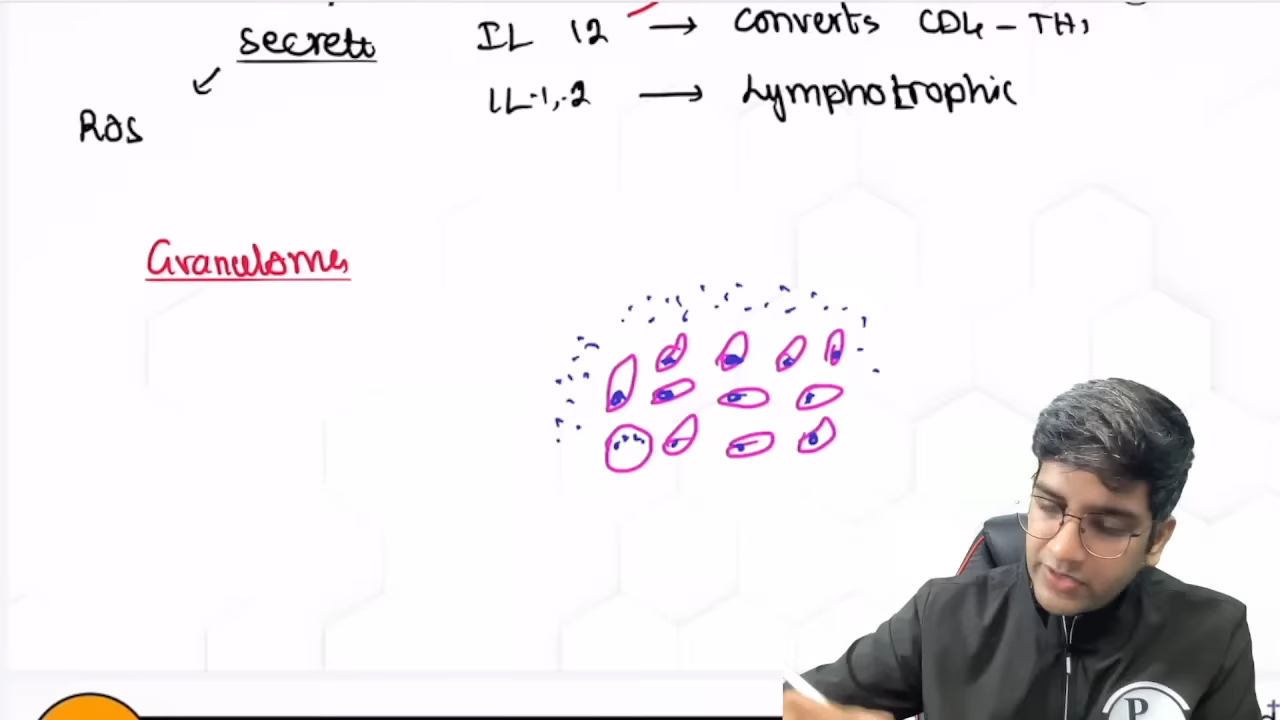 secrete IL 12 → Converts CD4 - TH1
IL-1,-2 → Lymphotrophic
ROS
Granuloma
P